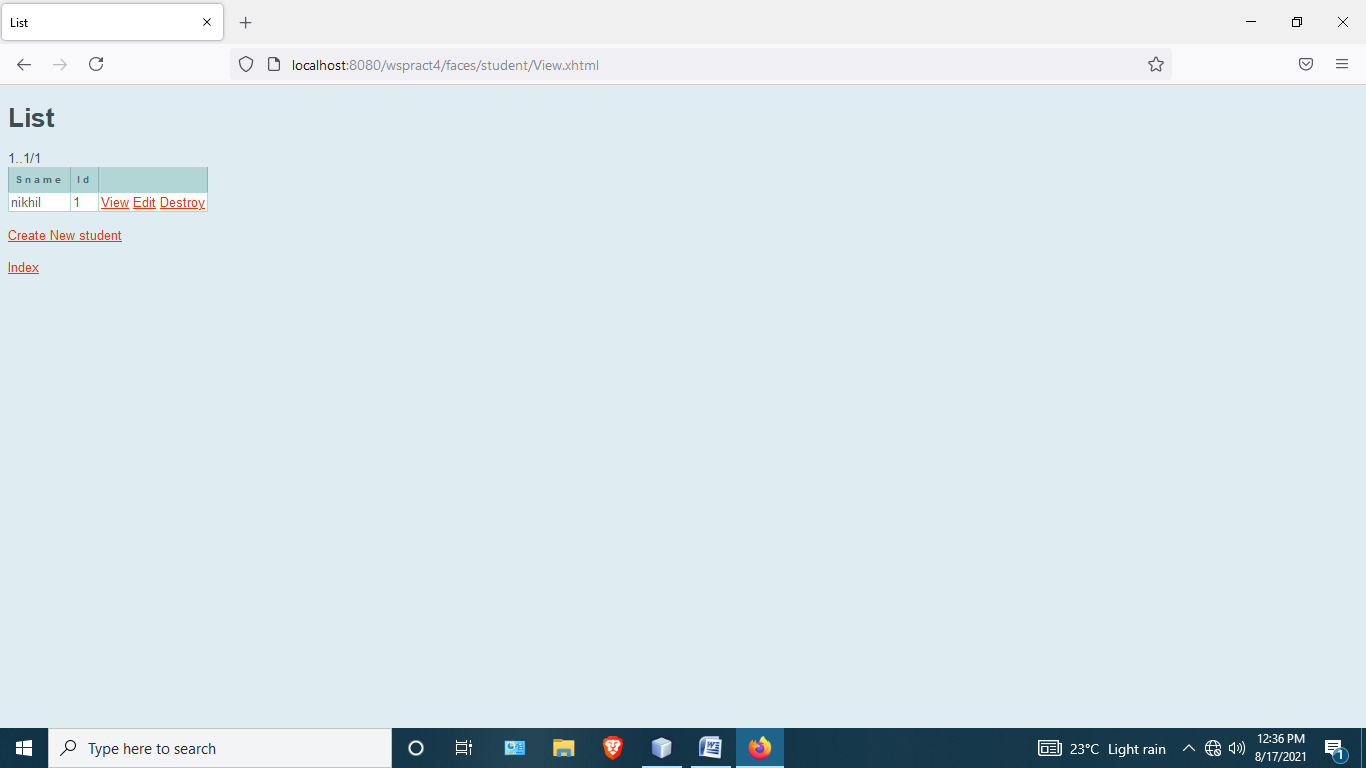 List
localhost:8080/wspract4/faces/student/View.xhtml
List
1..1/1
Sname Id
nikhil 1 View Edit Destroy
Create New student
Index
Type here to search
23°C Light rain
12:36 PM
8/17/2021
1